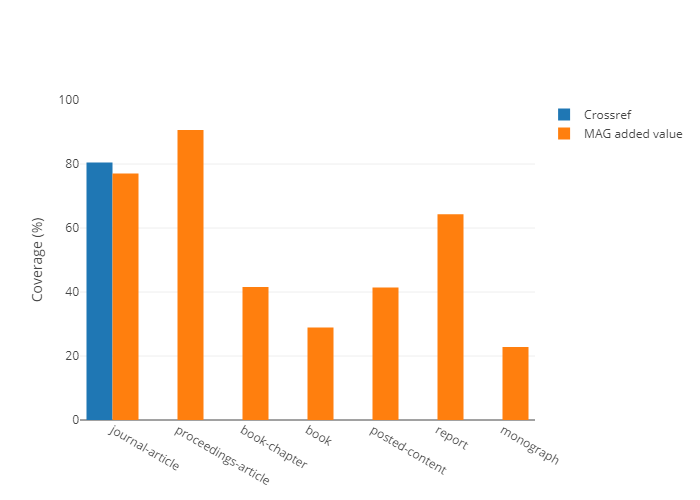 100
80
60
40
20
0
Coverage (%)
journal-article
proceedings-article
book-chapter
book
posted-content
report
monograph
Crossref
MAG added value